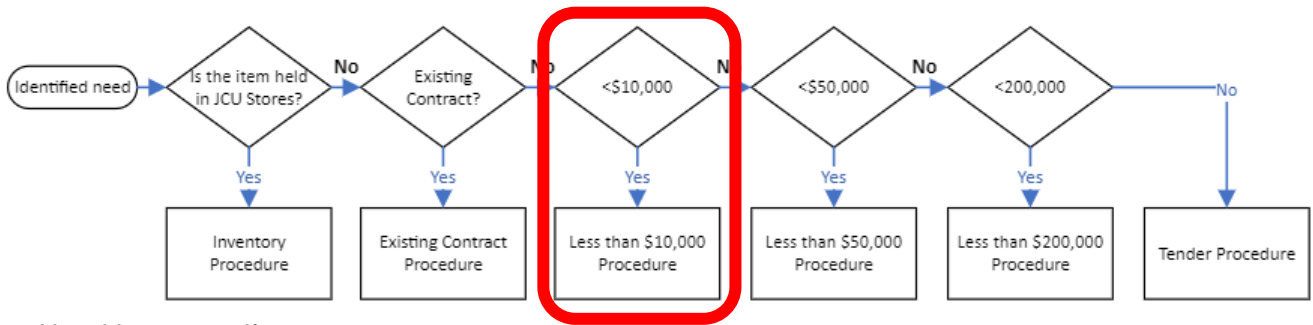 Identified need
Is the item held
in JCU Stores?
No
Existing
Contract?
No
<$10,000
<$50,000
No
<200,000
No
Yes
Yes
Yes
Yes
Yes
Inventory
Procedure
Existing Contract
Procedure
Less than $10,000
Procedure
Less than $50,000
Procedure
Less than $200,000
Procedure
Tender Procedure